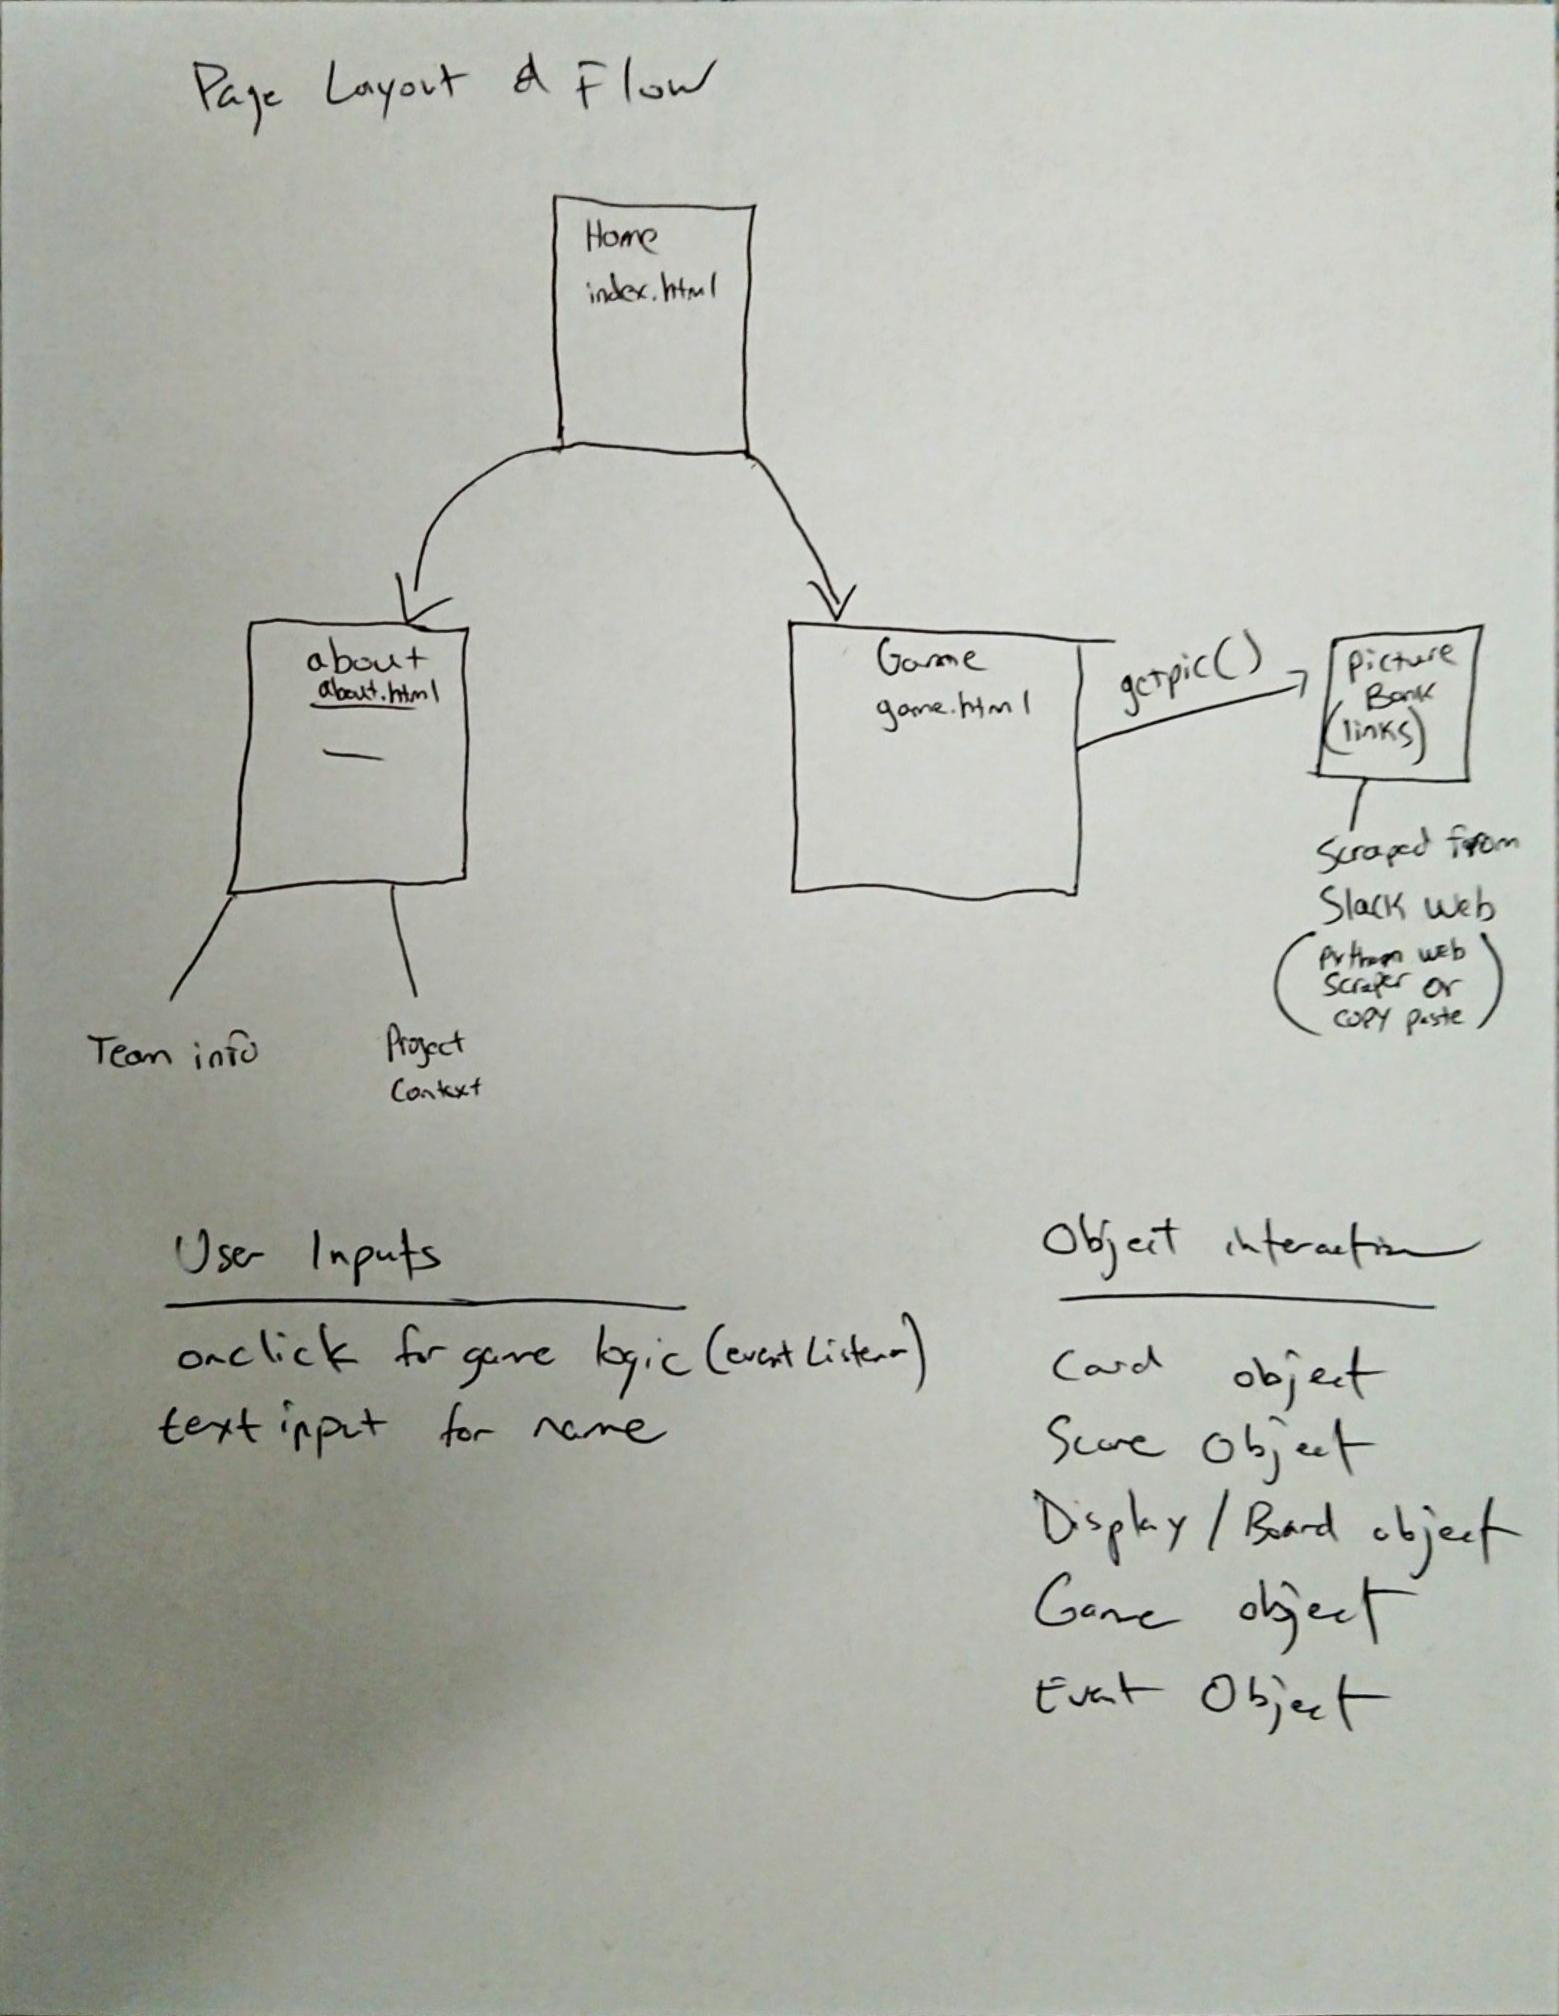 Page Layout & Flow
Home
index.html
about
about.html
Game
game.html
getpic()
Picture
Bank
(links)
Scraped from
Slack Web
(Python web
scraper or
copy paste)
Team info
Project
Context
User Inputs
onclick for game logic (event Listener)
text input for name
Object interaction
Card object
Score Object
Display / Board object
Game object
Event Object